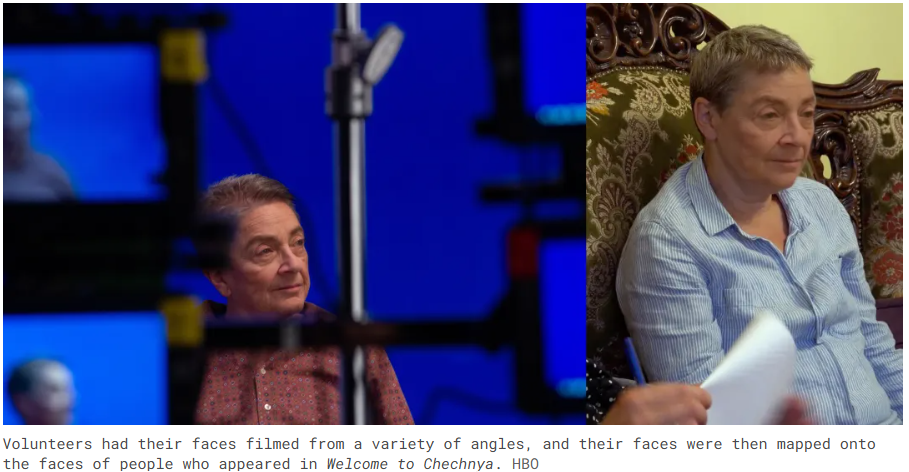 Volunteers had their faces filmed from a variety of angles, and their faces were then mapped onto
the faces of people who appeared in Welcome to Chechnya. HBO